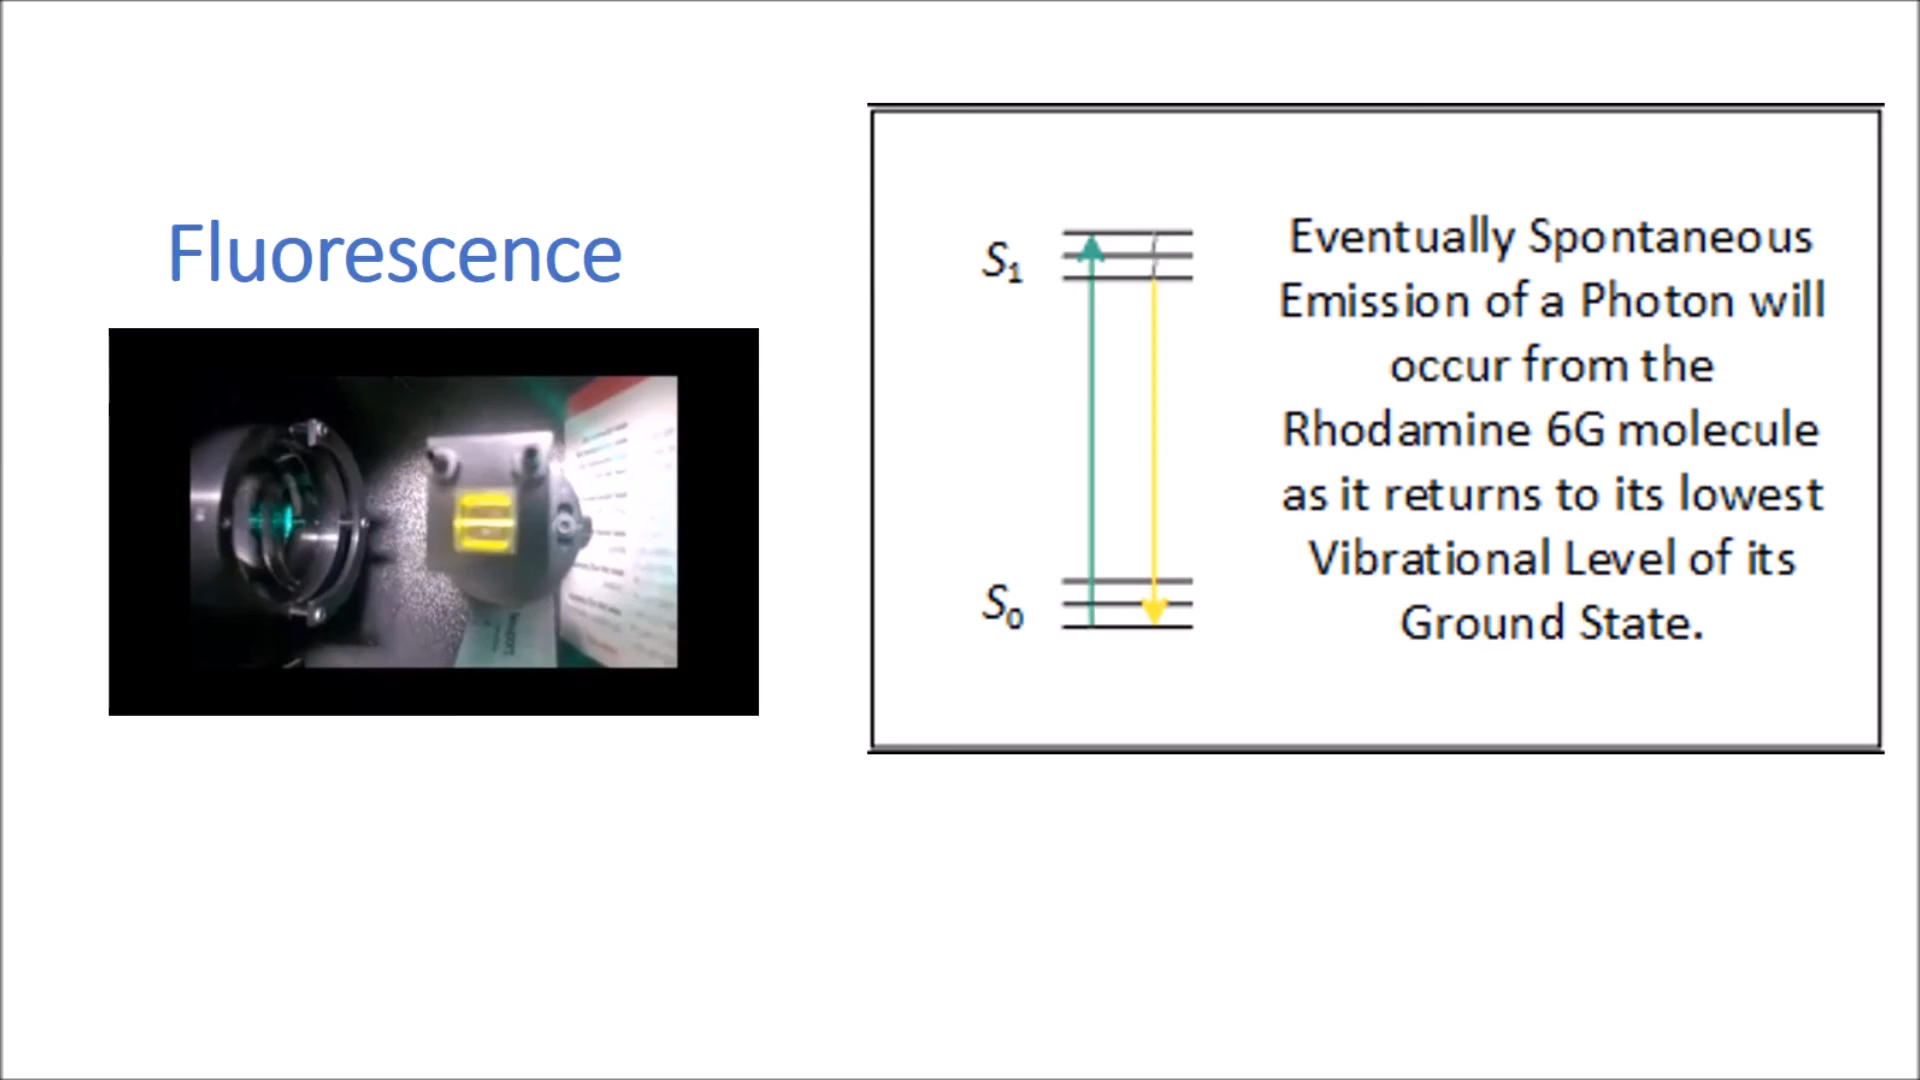 Fluorescence
S1
S0
Eventually Spontaneous
Emission of a Photon will
occur from the
Rhodamine 6G molecule
as it returns to its lowest
Vibrational Level of its
Ground State.